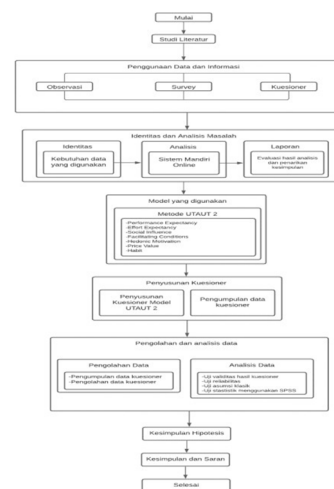 Mulai
Studi Literatur
Penggunaan Data dan Informasi
Observasi
Survey
Kuesioner
Identitas dan Analisis Masalah
Identitas
Kebutuhan data
yang digunakan
Analisis
Sistem Mandiri
Online
Laporan
Evaluasi hasil analisis
dan penarikan
kesimpulan
Model yang digunakan
Metode UTAUT 2
-Performance Expectancy
-Effort Expectancy
-Social Influence
-Facilitating Conditions
-Hedonic Motivation
-Price Value
-Habit
Penyusunan Kuesioner
Penyusunan
Kuesioner Model
UTAUT 2
Pengumpulan data
kuesioner
Pengolahan dan analisis data
Pengolahan Data
-Pengumpulan data kuesioner
-Pengolahan data kuesioner
Analisis Data
-Uji validitas hasil kuesioner
-Uji reliabilitas
-Uji asumsi klasik
-Uji statistik menggunakan SPSS
Kesimpulan Hipotesis
Kesimpulan dan Saran
Selesai